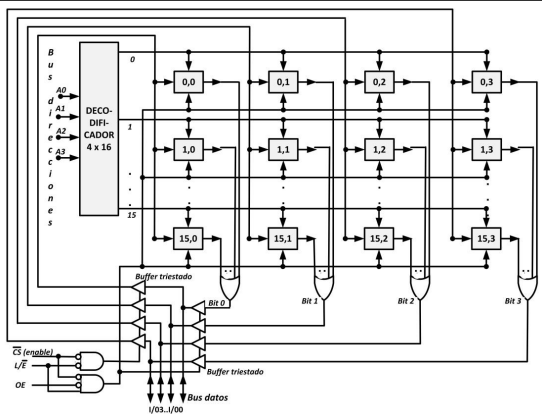 Bus direcciones
A0
A1
A2
A3
DECO-
DIFI-
CADOR
4 x 16
0
1
.
.
.
15
0,0
0,1
0,2
0,3
1,0
1,1
1,2
1,3
15,0
15,1
15,2
15,3
Buffer triestado
Bit 0
Bit 1
Bit 2
Bit 3
Buffer triestado
CS (enable)
L/E
OE
Bus datos
I/03..I/00